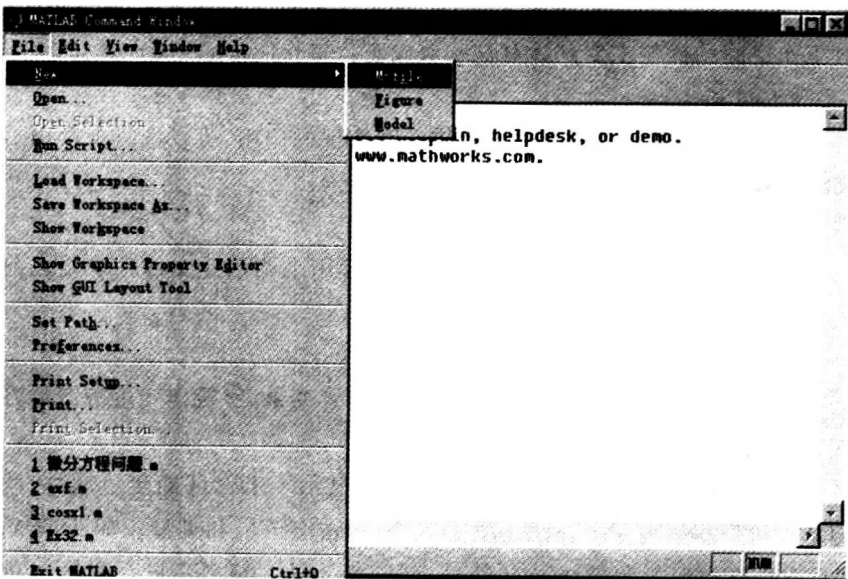 MATLAB Command Window
File Edit View Window Help
New
Open...
Open Selection
Run Script...
Load Workspace...
Save Workspace As...
Show Workspace
Show Graphics Property Editor
Show GUI Layout Tool
Set Path...
Preferences...
Print Setup...
Print...
Print Selection...
1 微分方程问题.m
2 exf.m
3 cosx1.m
4 Ex32.m
Exit MATLAB Ctrl+Q
M-file
Figure
Model
helpdesk, or demo.
www.mathworks.com.
NUM